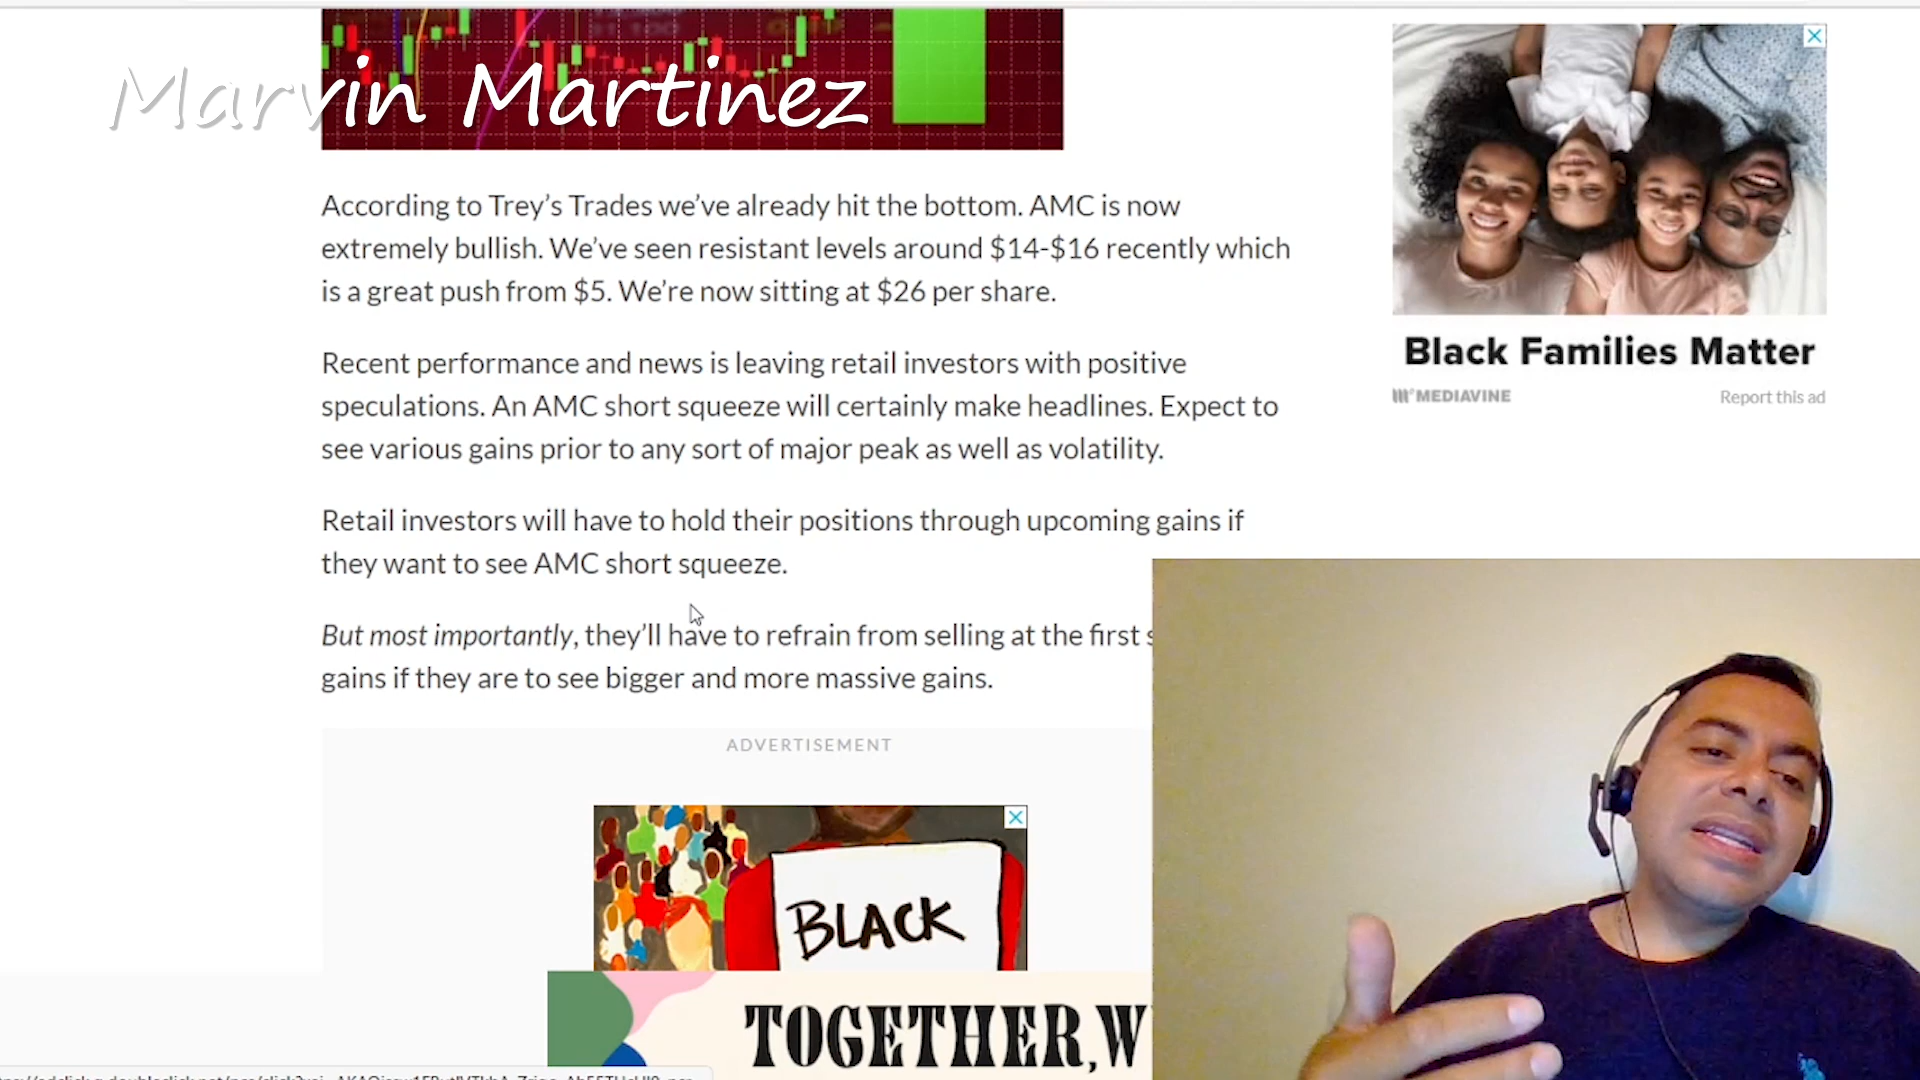 Marvin Martinez
According to Trey’s Trades we’ve already hit the bottom. AMC is now
extremely bullish. We’ve seen resistant levels around $14-$16 recently which
is a great push from $5. We’re now sitting at $26 per share.
Recent performance and news is leaving retail investors with positive
speculations. An AMC short squeeze will certainly make headlines. Expect to
see various gains prior to any sort of major peak as well as volatility.
Retail investors will have to hold their positions through upcoming gains if
they want to see AMC short squeeze.
But most importantly, they’ll have to refrain from selling at the first
gains if they are to see bigger and more massive gains.
ADVERTISEMENT
BLACK
TOGETHER, W
Black Families Matter
MEDIAVINE
Report this ad